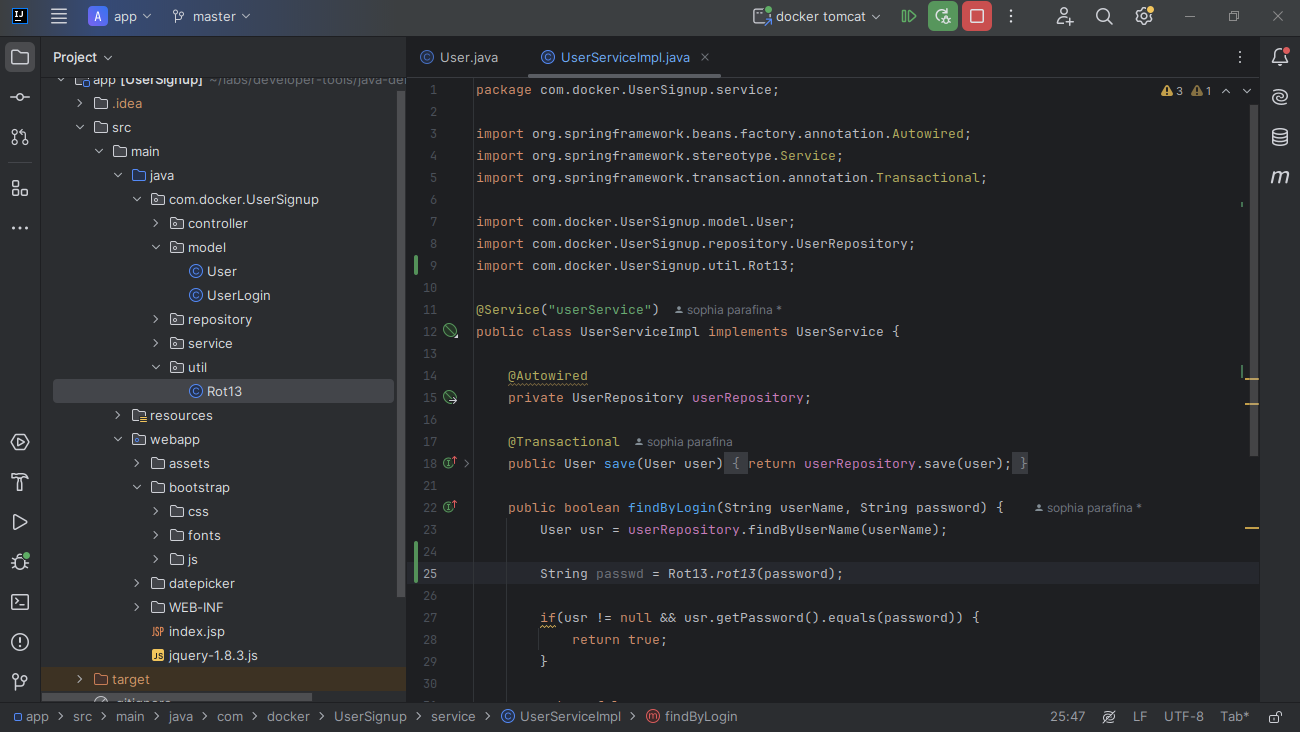 IJ A app master docker tomcat
Project
User.java UserServiceImpl.java
app [UserSignup] ~/labs/developer-tools/java-de
.idea
src
main
java
com.docker.UserSignup
controller
model
User
UserLogin
repository
service
util
Rot13
resources
webapp
assets
bootstrap
css
fonts
js
datepicker
WEB-INF
JSP index.jsp
JS jquery-1.8.3.js
target
.gitignore
3 1
1 package com.docker.UserSignup.service;
2
3 import org.springframework.beans.factory.annotation.Autowired;
4 import org.springframework.stereotype.Service;
5 import org.springframework.transaction.annotation.Transactional;
6
7 import com.docker.UserSignup.model.User;
8 import com.docker.UserSignup.repository.UserRepository;
9 import com.docker.UserSignup.util.Rot13;
10
11 @Service("userService") sophia parafina *
12 public class UserServiceImpl implements UserService {
13
14 @Autowired
15 private UserRepository userRepository;
16
17 @Transactional sophia parafina
18 public User save(User user) { return userRepository.save(user); }
21
22 public boolean findByLogin(String userName, String password) { sophia parafina *
23 User usr = userRepository.findByUserName(userName);
24
25 String passwd = Rot13.rot13(password);
26
27 if(usr != null && usr.getPassword().equals(password)) {
28 return true;
29 }
30
m
app > src > main > java > com > docker > UserSignup > service > UserServiceImpl > findByLogin
25:47 LF UTF-8 Tab*